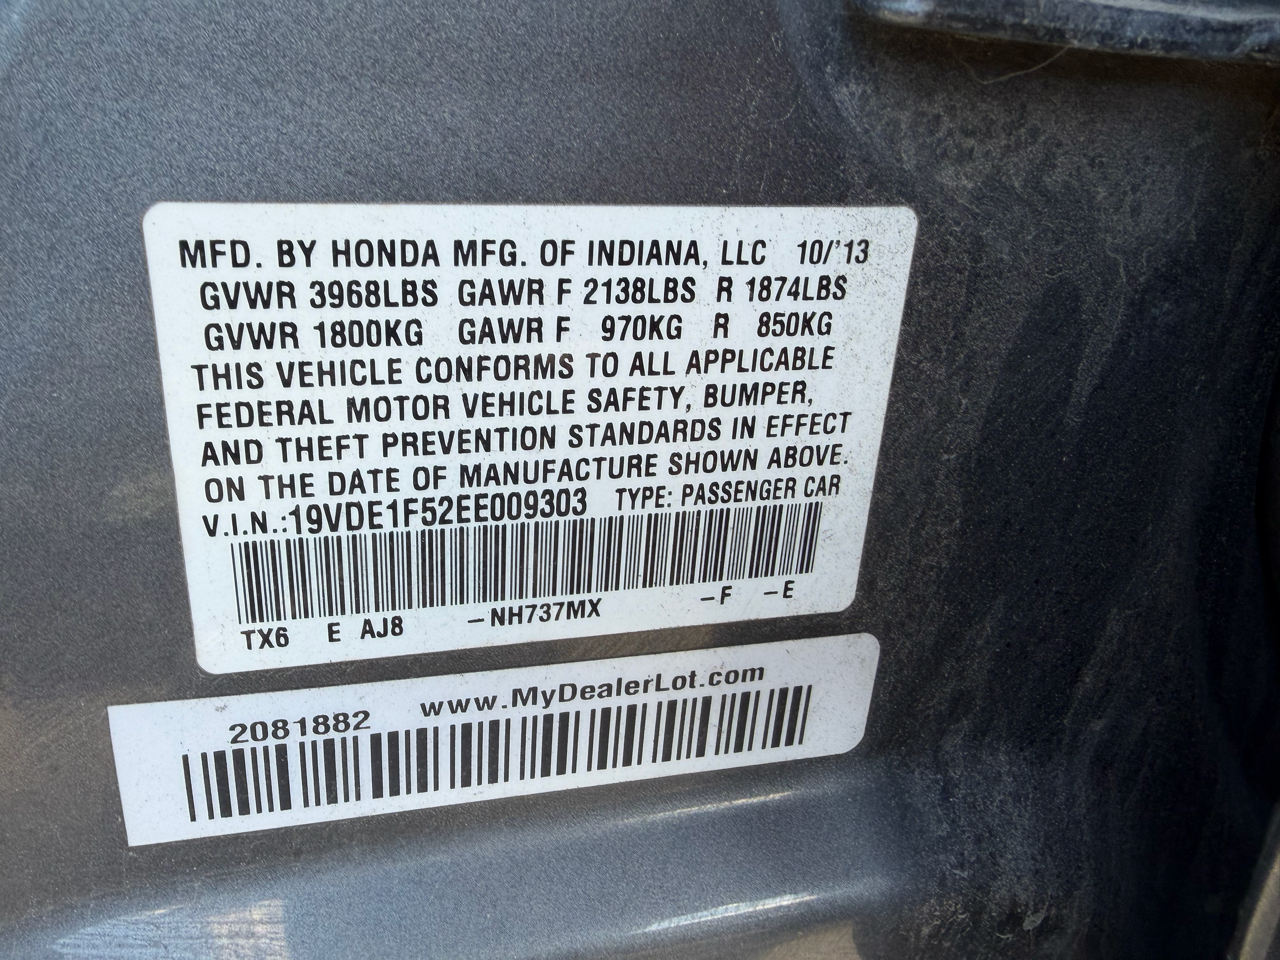 MFD. BY HONDA MFG. OF INDIANA, LLC 10/'13
GVWR 3968LBS GAWR F 2138LBS R 1874LBS
GVWR 1800KG GAWR F 970KG R 850KG
THIS VEHICLE CONFORMS TO ALL APPLICABLE
FEDERAL MOTOR VEHICLE SAFETY, BUMPER,
AND THEFT PREVENTION STANDARDS IN EFFECT
ON THE DATE OF MANUFACTURE SHOWN ABOVE.
V.I.N.:19VDE1F52EE009303 TYPE: PASSENGER CAR
TX6 E AJ8 -NH737MX -F -E
2081882 www.MyDealerLot.com